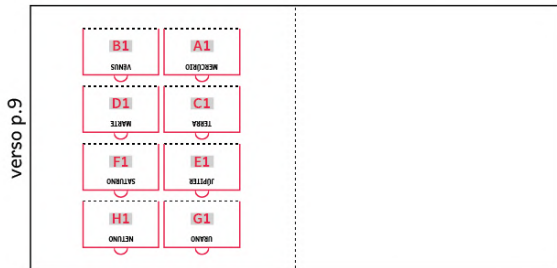 verso p.9
B1 A1
VENUS MERCÚRIO
D1 C1
MARTE TERRA
F1 E1
SATURNO JÚPITER
H1 G1
NETUNO URANO